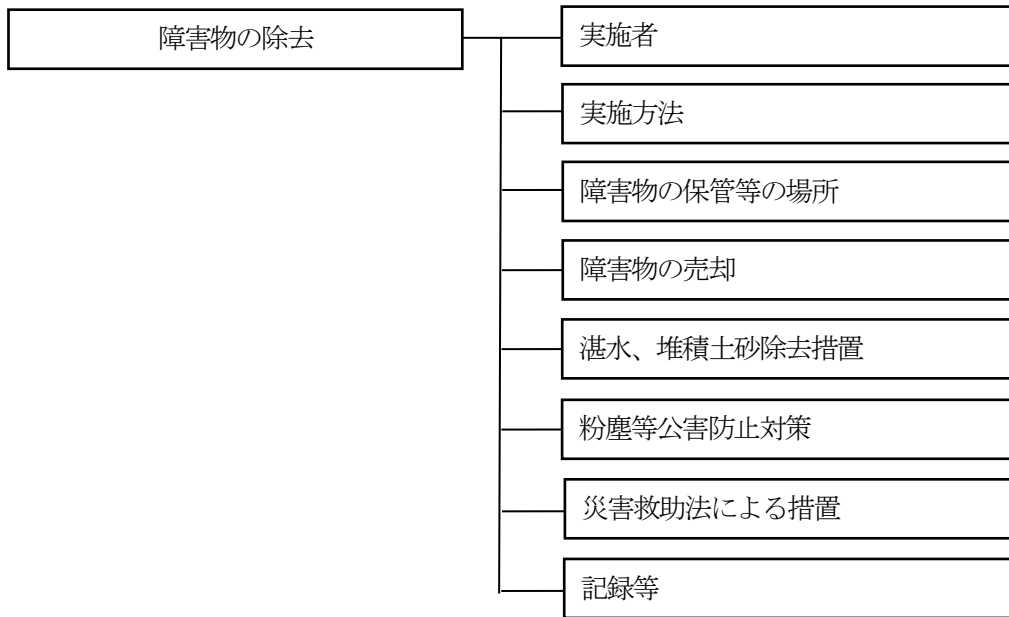 障害物の除去
実施者
実施方法
障害物の保管等の場所
障害物の売却
湛水、堆積土砂除去措置
粉塵等公害防止対策
災害救助法による措置
記録等